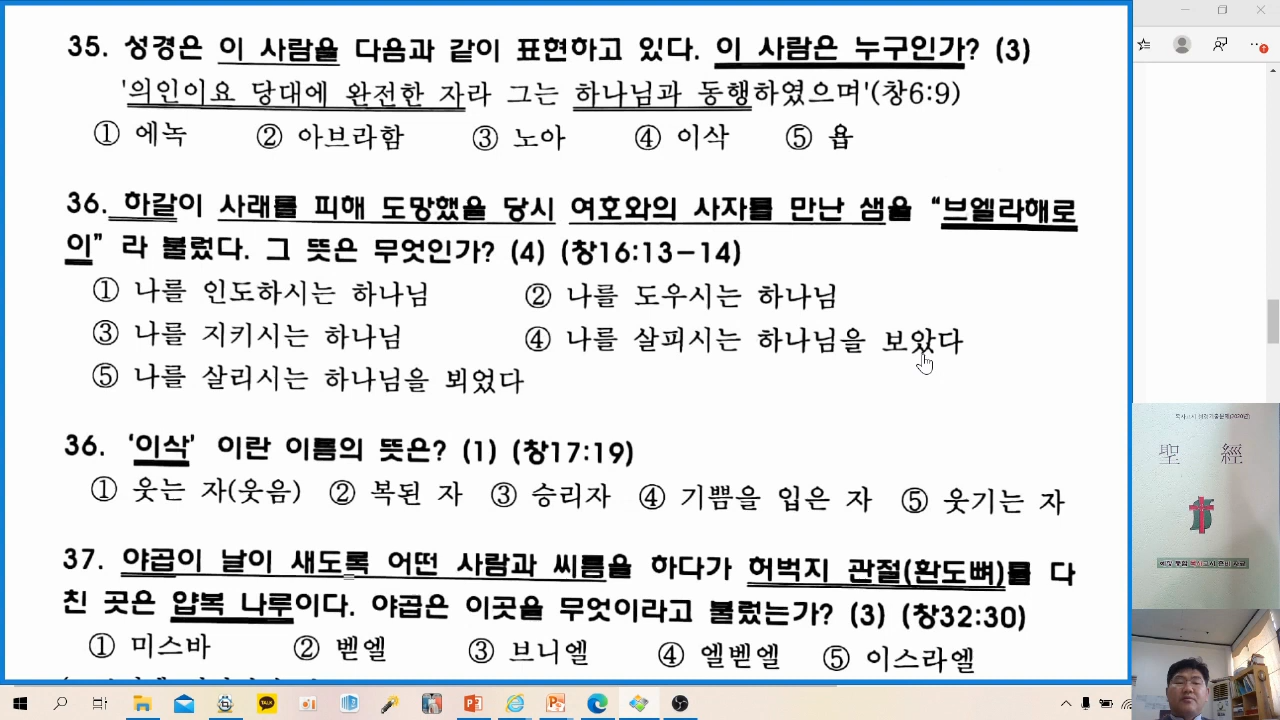 35. 성경은 이 사람을 다음과 같이 표현하고 있다. 이 사람은 누구인가? (3)
'의인이요 당대에 완전한 자라 그는 하나님과 동행하였으며'(창6:9)
① 에녹 ② 아브라함 ③ 노아 ④ 이삭 ⑤ 욥
36. 하갈이 사래를 피해 도망했을 당시 여호와의 사자를 만난 샘을 “브엘라해로
이” 라 불렀다. 그 뜻은 무엇인가? (4) (창16:13-14)
① 나를 인도하시는 하나님 ② 나를 도우시는 하나님
③ 나를 지키시는 하나님 ④ 나를 살피시는 하나님을 보았다
⑤ 나를 살리시는 하나님을 뵈었다
36. ‘이삭’ 이란 이름의 뜻은? (1) (창17:19)
① 웃는 자(웃음) ② 복된 자 ③ 승리자 ④ 기쁨을 입은 자 ⑤ 웃기는 자
37. 야곱이 날이 새도록 어떤 사람과 씨름을 하다가 허벅지 관절(환도뼈)를 다
친 곳은 얍복 나루이다. 야곱은 이곳을 무엇이라고 불렀는가? (3) (창32:30)
① 미스바 ② 벧엘 ③ 브니엘 ④ 엘벧엘 ⑤ 이스라엘
聖 經
TALK